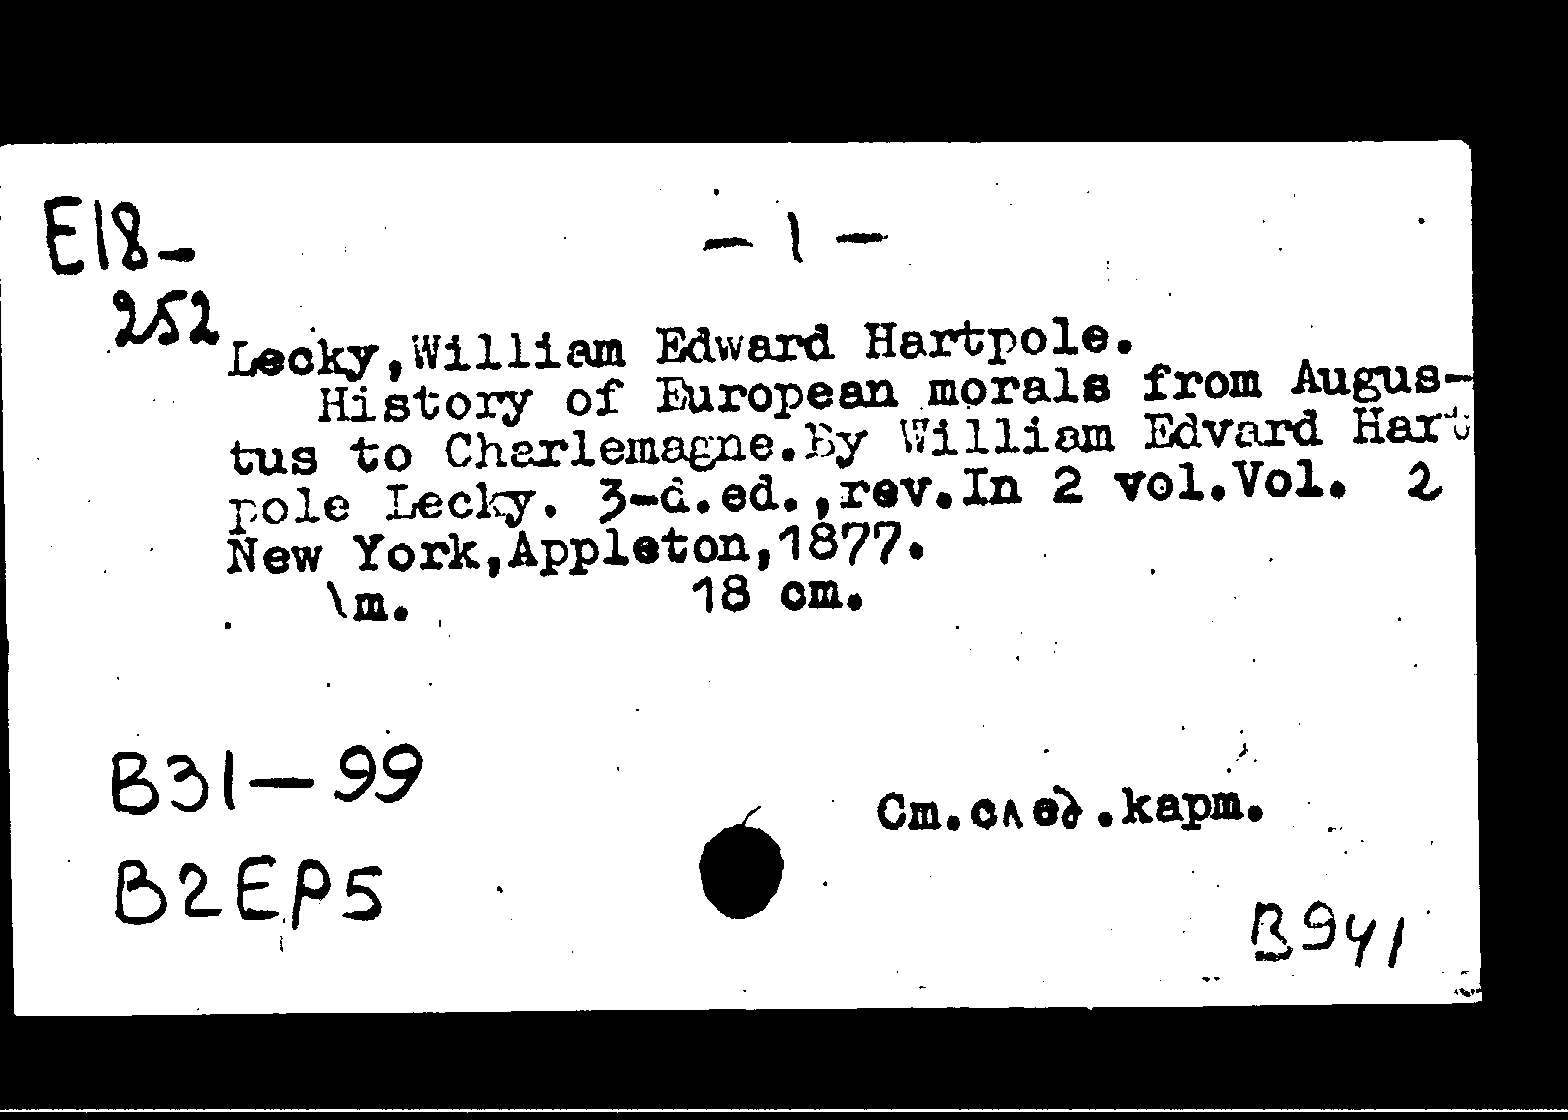 E18-
252
- 1 -
Lecky,William Edward Hartpole.
History of European morals from Augus-
tus to Charlemagne.By William Edvard Hart
pole Lecky. 3-d.ed.,rev.In 2 vol.Vol. 2
New York,Appleton,1877.
\m. 18 cm.
B31-99
Cm.след.карт.
B2EP5
B941